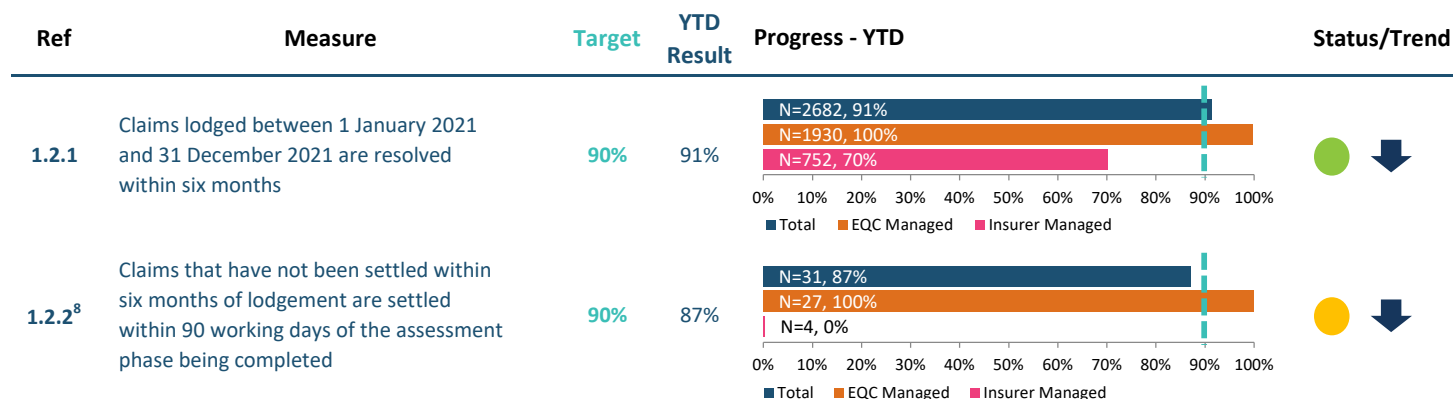 Ref Measure Target YTD Result Progress - YTD Status/Trend
1.2.1
Claims lodged between 1 January 2021
and 31 December 2021 are resolved
within six months
90%
91%
N=2682, 91%
N=1930, 100%
N=752, 70%
0% 10% 20% 30% 40% 50% 60% 70% 80% 90% 100%
Total EQC Managed Insurer Managed
1.2.2⁸
Claims that have not been settled within
six months of lodgement are settled
within 90 working days of the assessment
phase being completed
90%
87%
N=31, 87%
N=27, 100%
N=4, 0%
0% 10% 20% 30% 40% 50% 60% 70% 80% 90% 100%
Total EQC Managed Insurer Managed